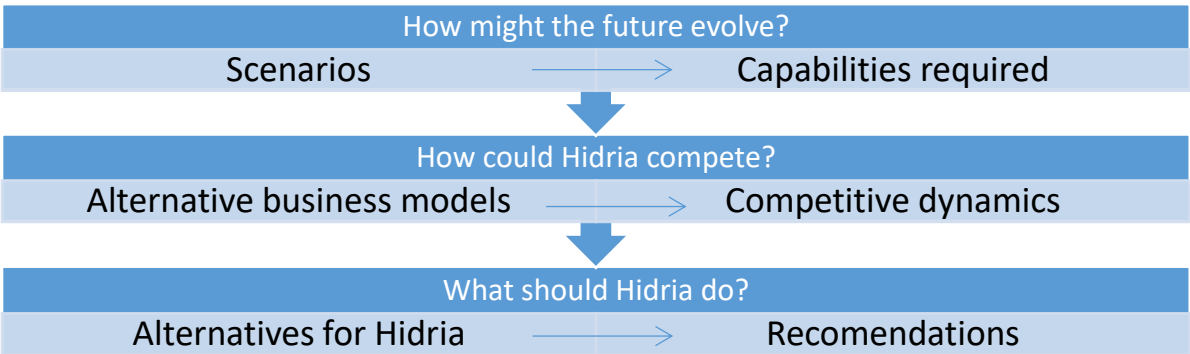 How might the future evolve?
Scenarios Capabilities required
How could Hidria compete?
Alternative business models Competitive dynamics
What should Hidria do?
Alternatives for Hidria Recomendations